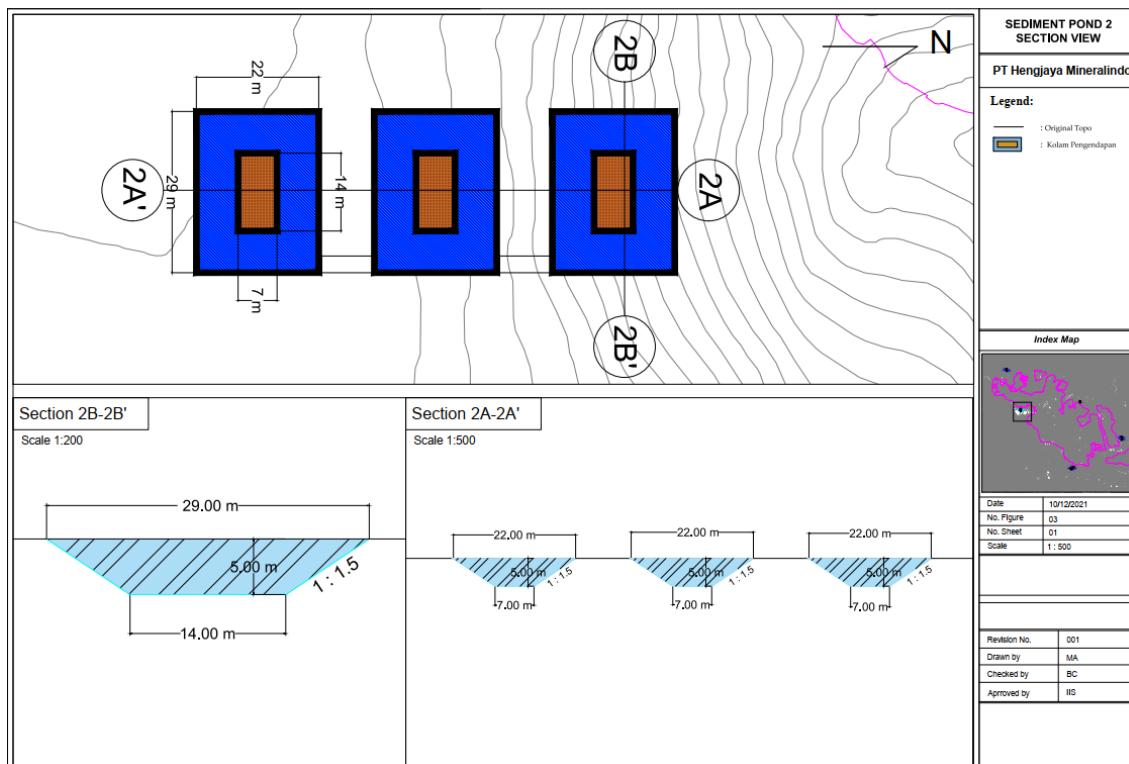 2B
N
22 m
2A'
29 m
14 m
2A
7 m
2B'
Section 2B-2B'
Scale 1:200
29.00 m
5.00 m
1 : 1.5
14.00 m
Section 2A-2A'
Scale 1:500
22.00 m
22.00 m
22.00 m
5.00 m
1 : 1.5
5.00 m
1 : 1.5
5.00 m
1 : 1.5
7.00 m
7.00 m
7.00 m
SEDIMENT POND 2
SECTION VIEW
PT Hengjaya Mineralindo
Legend:
: Original Topo
: Kolam Pengendapan
Index Map
Date 10/12/2021
No. Figure 03
No. Sheet 01
Scale 1 : 500
Revision No. 001
Drawn by MA
Checked by BC
Aprroved by IIS